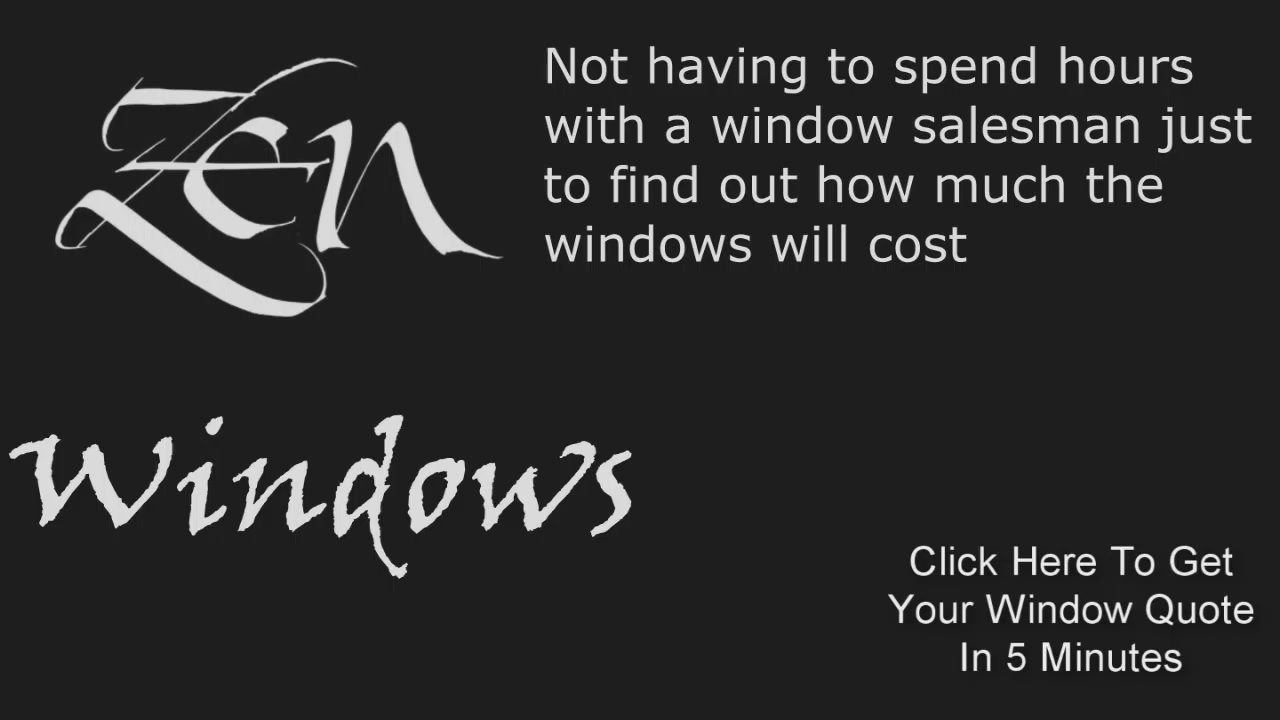 Zen
Not having to spend hours
with a window salesman just
to find out how much the
windows will cost
Windows
Click Here To Get
Your Window Quote
In 5 Minutes